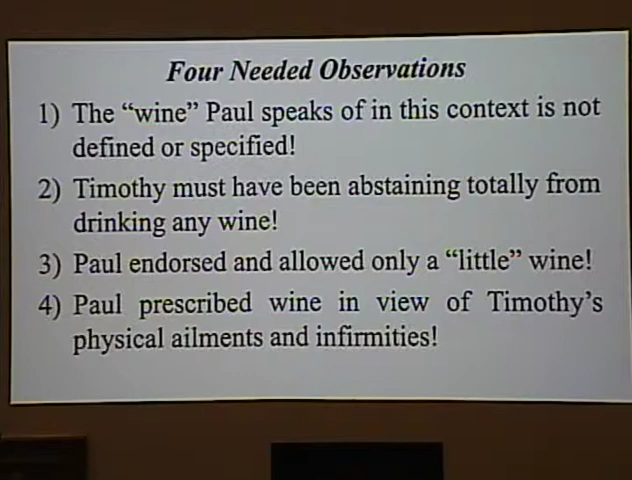 Four Needed Observations
1) The “wine” Paul speaks of in this context is not
defined or specified!
2) Timothy must have been abstaining totally from
drinking any wine!
3) Paul endorsed and allowed only a “little” wine!
4) Paul prescribed wine in view of Timothy’s
physical ailments and infirmities!